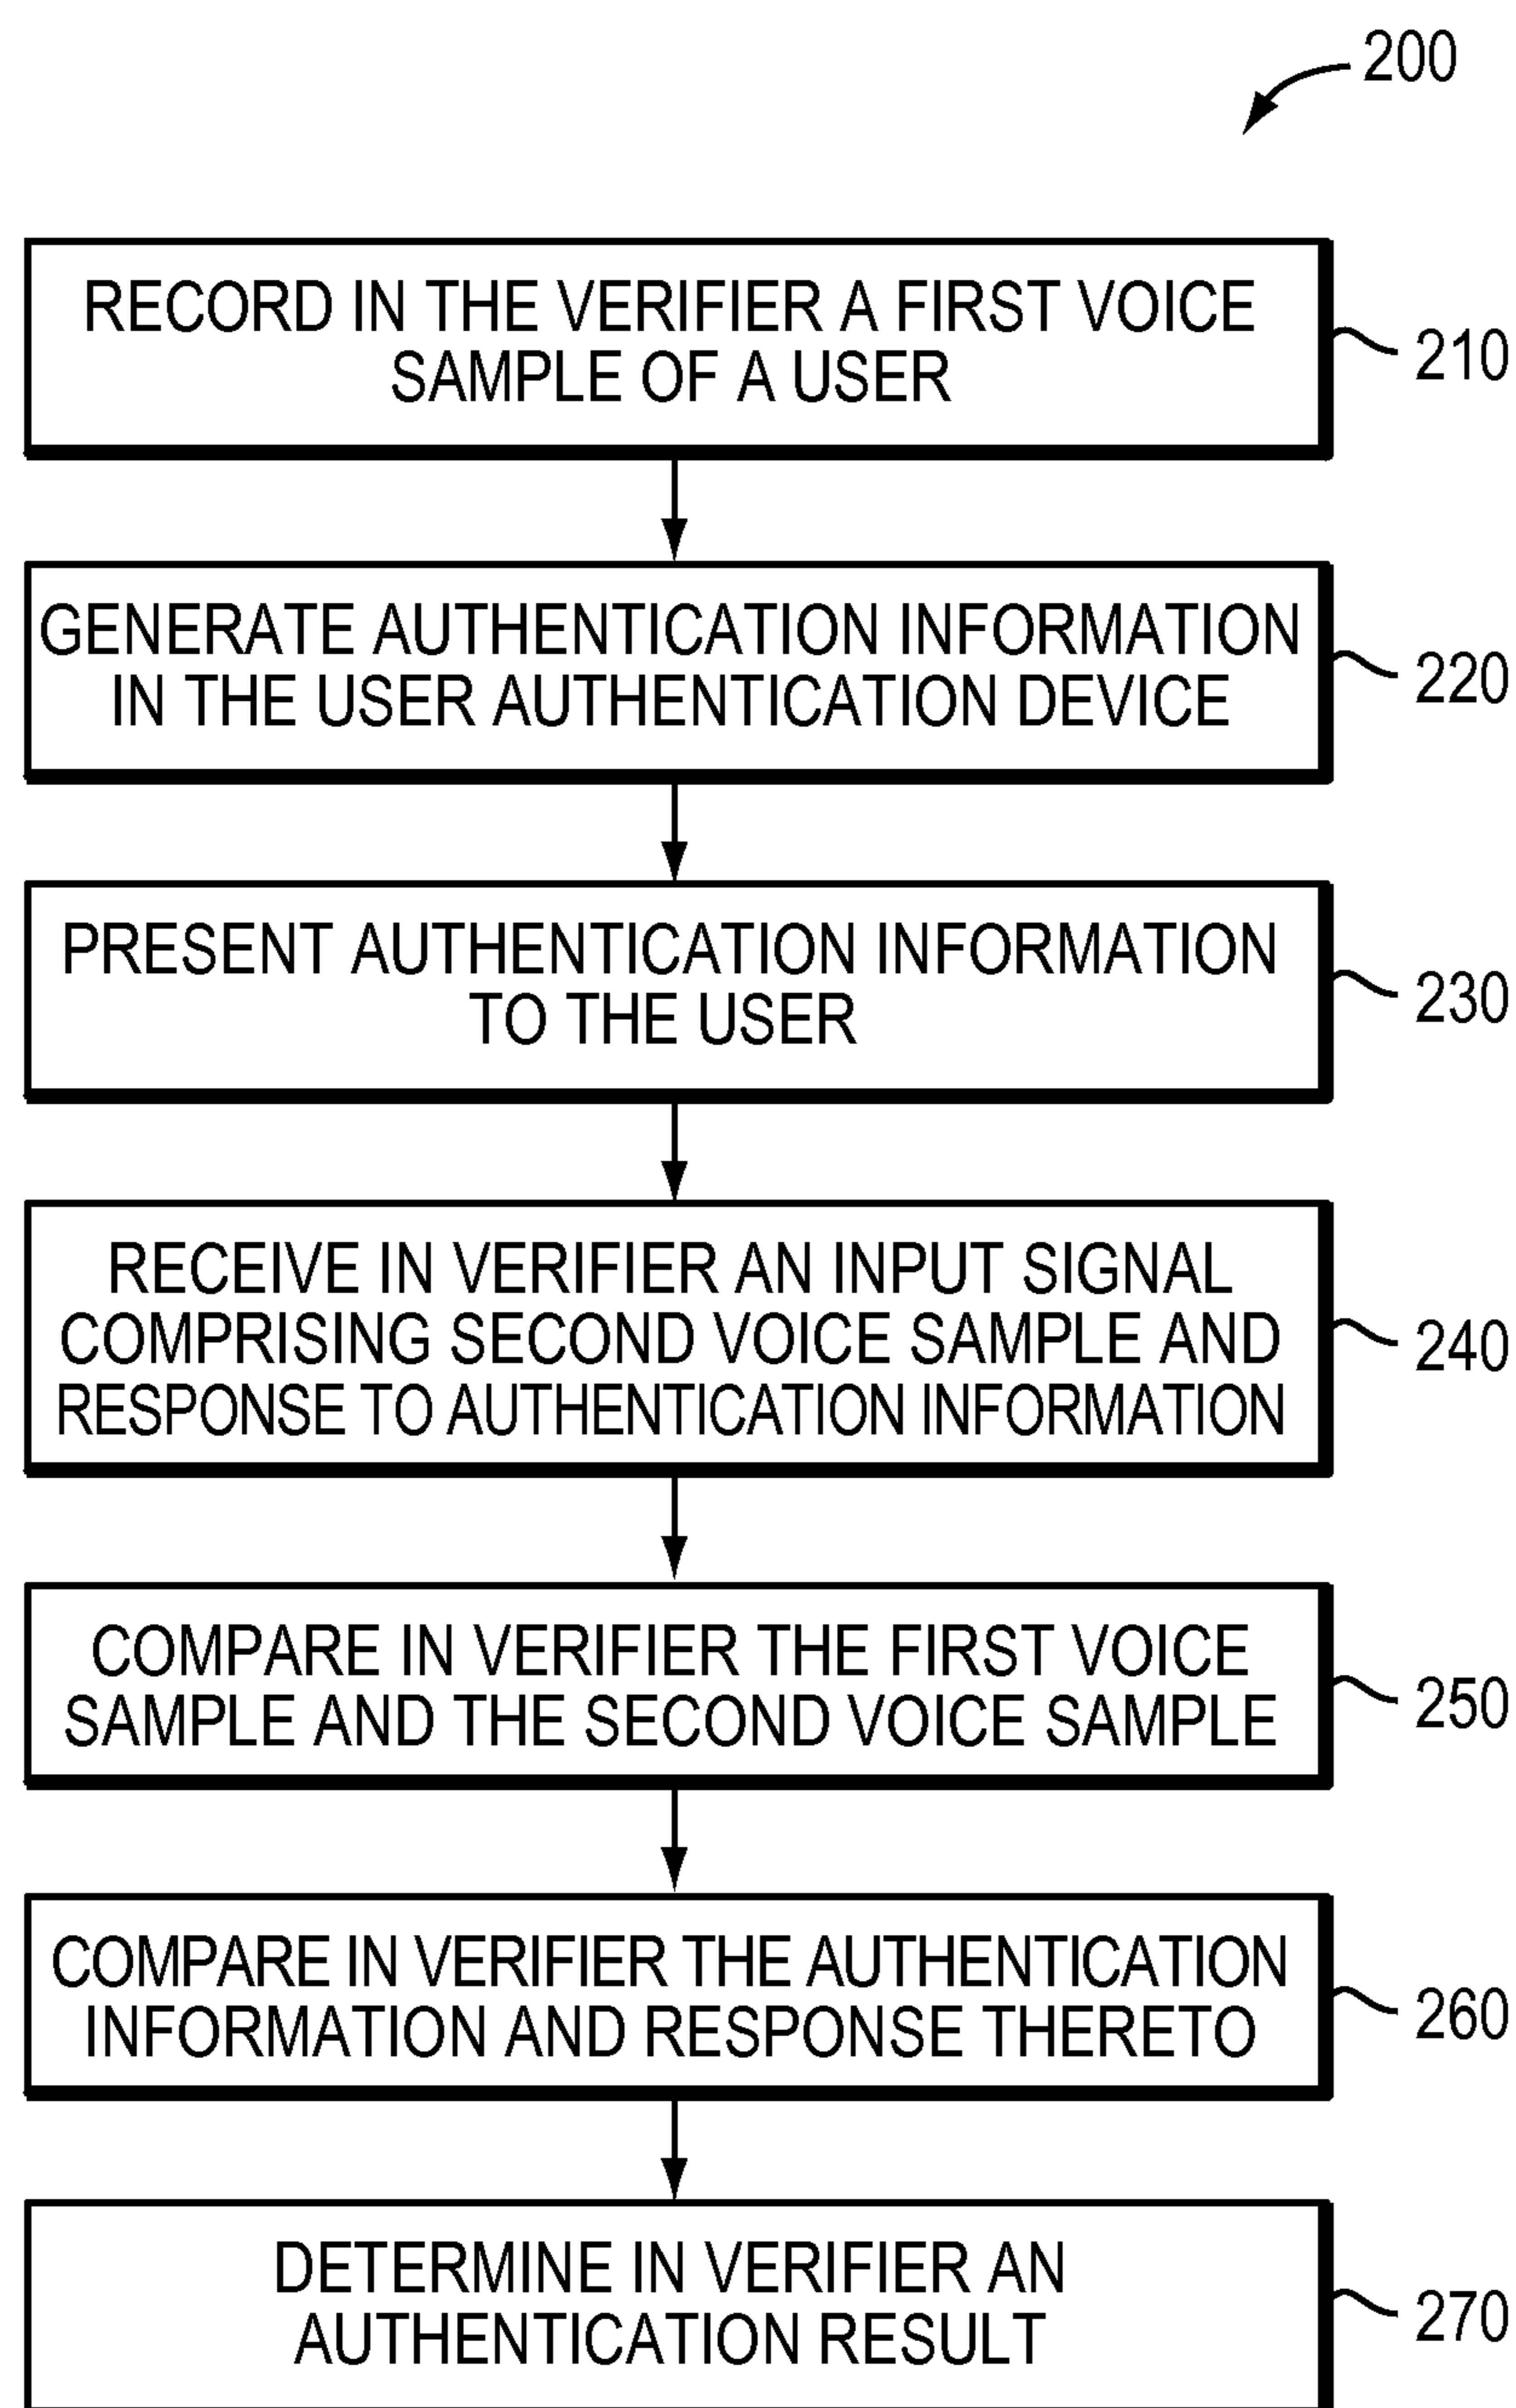 200
RECORD IN THE VERIFIER A FIRST VOICE
SAMPLE OF A USER
210
GENERATE AUTHENTICATION INFORMATION
IN THE USER AUTHENTICATION DEVICE
220
PRESENT AUTHENTICATION INFORMATION
TO THE USER
230
RECEIVE IN VERIFIER AN INPUT SIGNAL
COMPRISING SECOND VOICE SAMPLE AND
RESPONSE TO AUTHENTICATION INFORMATION
240
COMPARE IN VERIFIER THE FIRST VOICE
SAMPLE AND THE SECOND VOICE SAMPLE
250
COMPARE IN VERIFIER THE AUTHENTICATION
INFORMATION AND RESPONSE THERETO
260
DETERMINE IN VERIFIER AN
AUTHENTICATION RESULT
270